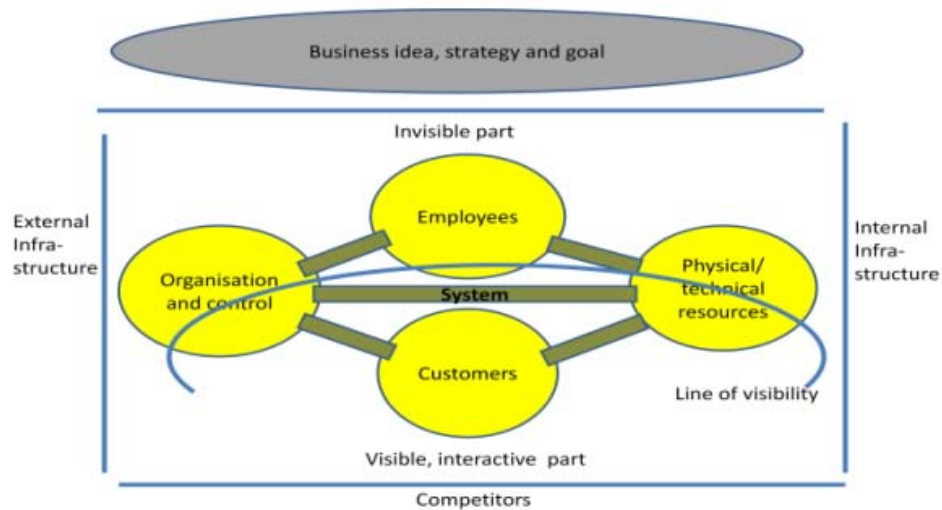 Business idea, strategy and goal
Invisible part
External
Infra-
structure
Employees
Internal
Infra-
structure
Organisation
and control
Physical/
technical
resources
System
Customers
Line of visibility
Visible, interactive part
Competitors